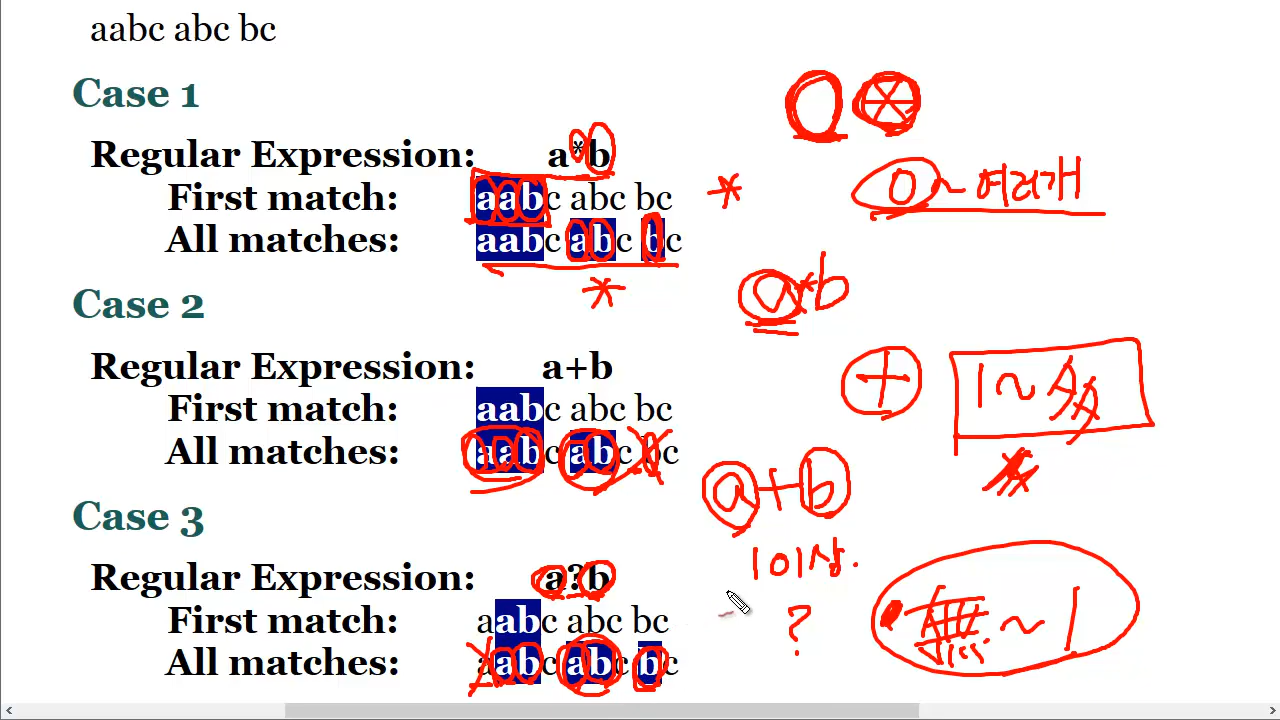 aabc abc bc
Case 1
Regular Expression: a*b
First match: aabc abc bc
All matches: aabc abc bc
*
*
0 ~ 여러개
a*b
Case 2
Regular Expression: a+b
First match: aabc abc bc
All matches: aabc abc bc
+
1 ~
a+b
1이상.
Case 3
Regular Expression: a?b
First match: aabc abc bc
All matches: aabc abc bc
?
~ 1